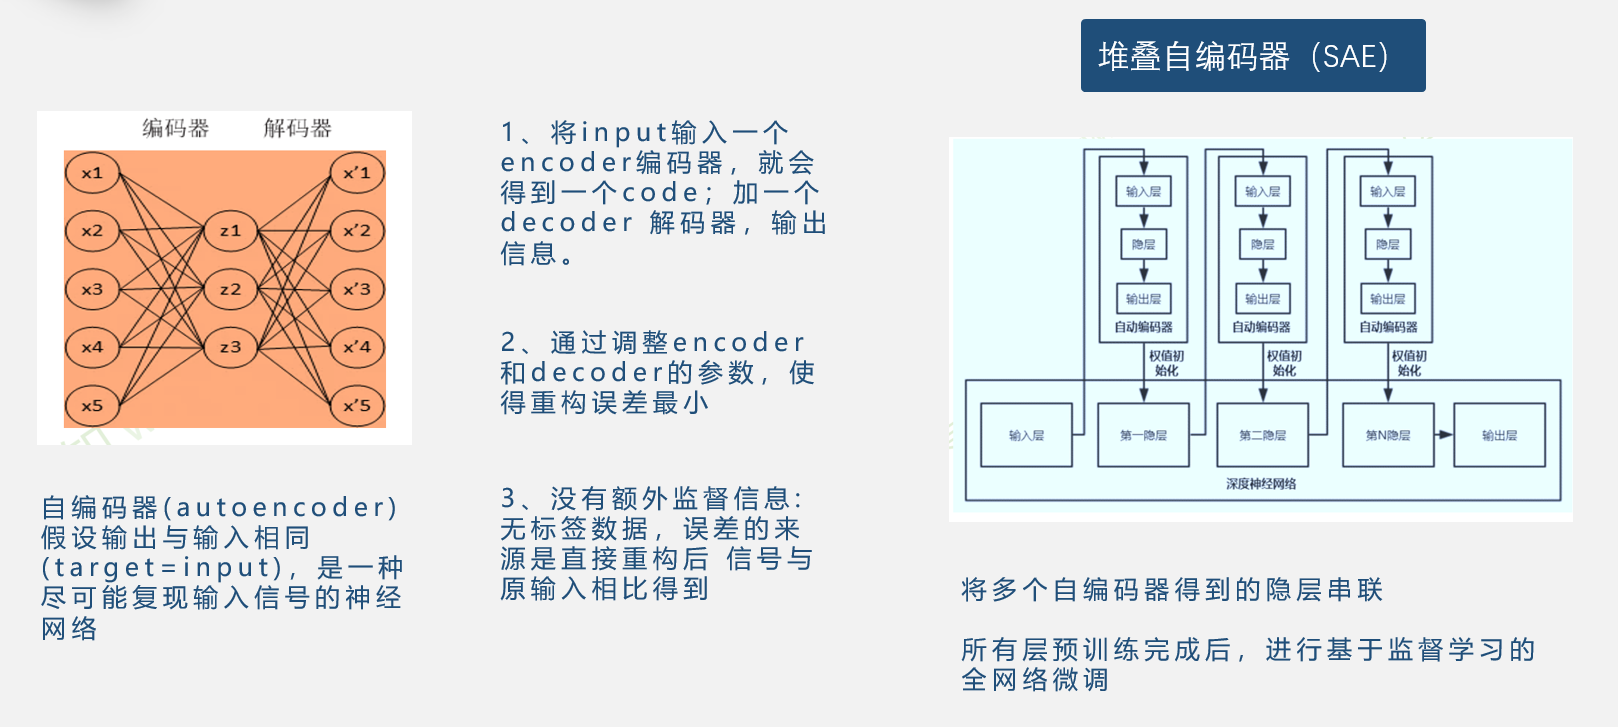 堆叠自编码器（SAE）
编码器 解码器
x1
x2
x3
x4
x5
z1
z2
z3
x’1
x’2
x’3
x’4
x’5
自编码器(autoencoder)
假设输出与输入相同
(target=input)，是一种
尽可能复现输入信号的神经
网络
1、将input输入一个
encoder编码器，就会
得到一个code；加一个
decoder 解码器，输出
信息。
2、通过调整encoder
和decoder的参数，使
得重构误差最小
3、没有额外监督信息：
无标签数据，误差的来
源是直接重构后 信号与
原输入相比得到
输入层
隐层
输出层
自动编码器
权值初
始化
输入层
隐层
输出层
自动编码器
权值初
始化
输入层
隐层
输出层
自动编码器
权值初
始化
输入层
第一隐层
第二隐层
第N隐层
输出层
深度神经网络
将多个自编码器得到的隐层串联
所有层预训练完成后，进行基于监督学习的
全网络微调